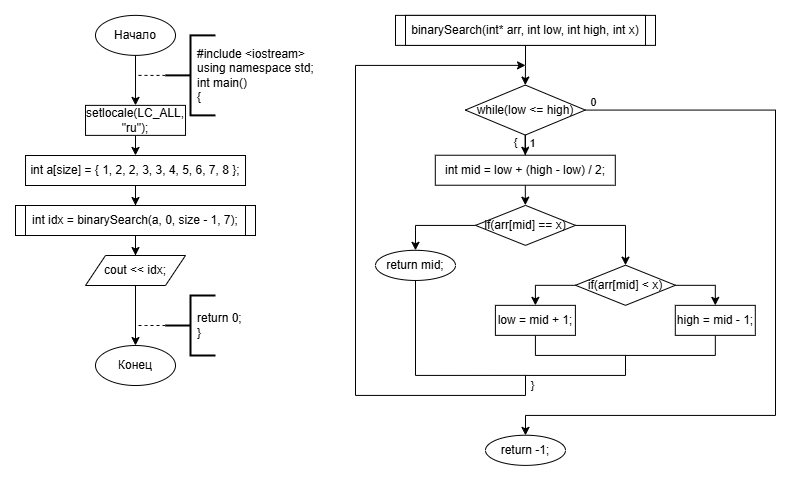 Начало
#include <iostream>
using namespace std;
int main()
{
setlocale(LC_ALL,
"ru");
int a[size] = { 1, 2, 2, 3, 3, 4, 5, 6, 7, 8 };
int idx = binarySearch(a, 0, size - 1, 7);
cout << idx;
return 0;
}
Конец
binarySearch(int* arr, int low, int high, int x)
while(low <= high)
0
{
1
int mid = low + (high - low) / 2;
if(arr[mid] == x)
return mid;
if(arr[mid] < x)
low = mid + 1;
high = mid - 1;
}
return -1;